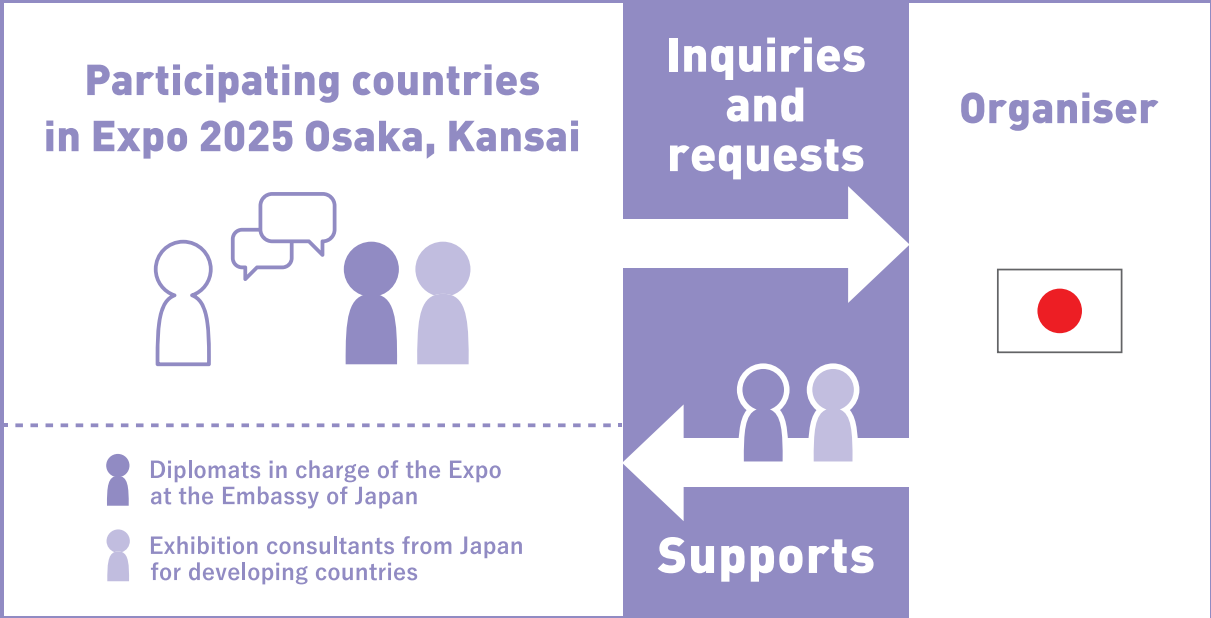 Participating countries
in Expo 2025 Osaka, Kansai
Inquiries
and
requests
Organiser
Diplomats in charge of the Expo
at the Embassy of Japan
Exhibition consultants from Japan
for developing countries
Supports